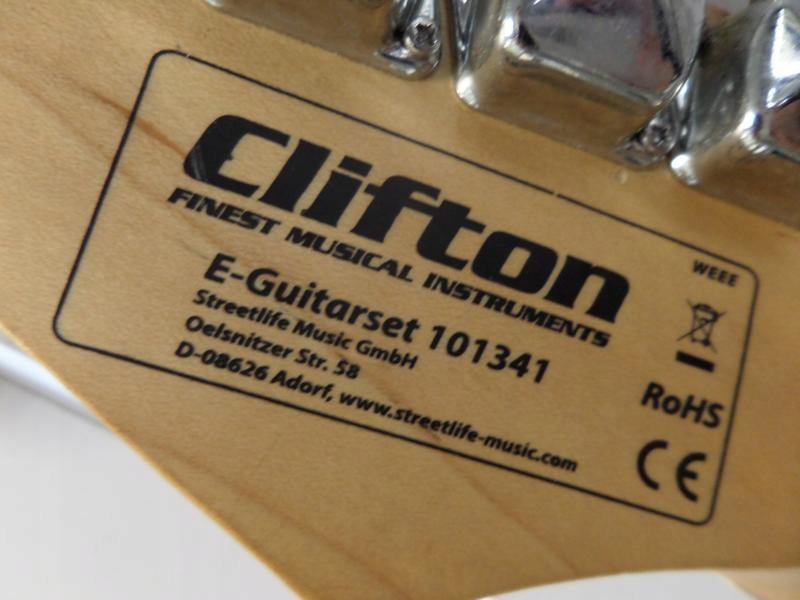 Clifton
FINEST MUSICAL INSTRUMENTS
E-Guitarset 101341
Streetlife Music GmbH
Oelsnitzer Str. 58
D-08626 Adorf, www.streetlife-music.com
WEEE
RoHS
CE